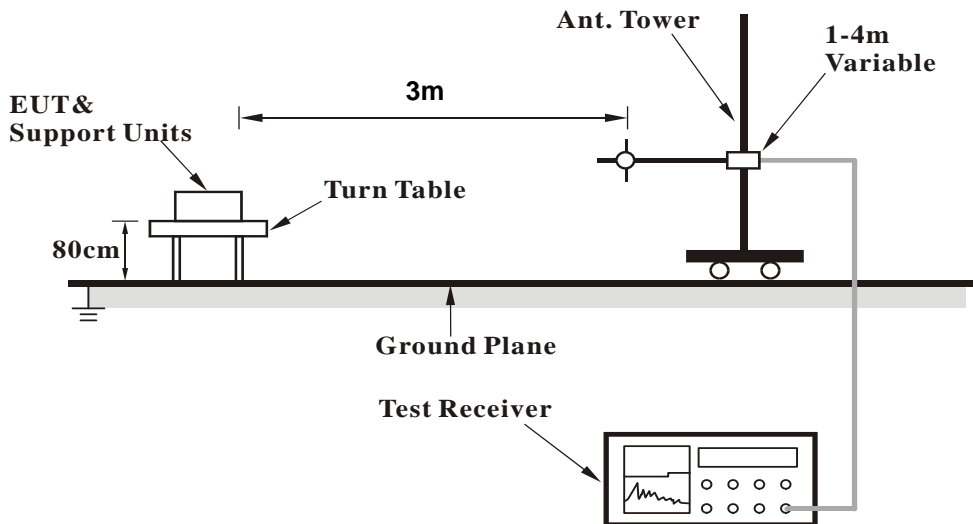 Ant. Tower
1-4m
Variable
3m
EUT&
Support Units
Turn Table
80cm
Ground Plane
Test Receiver